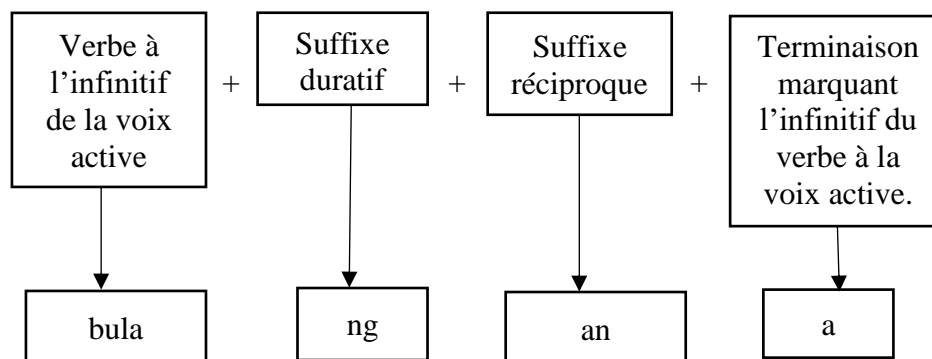 Verbe à
l’infinitif
de la voix
active
+
Suffixe
duratif
+
Suffixe
réciproque
+
Terminaison
marquant
l’infinitif du
verbe à la
voix active.
bula
ng
an
a